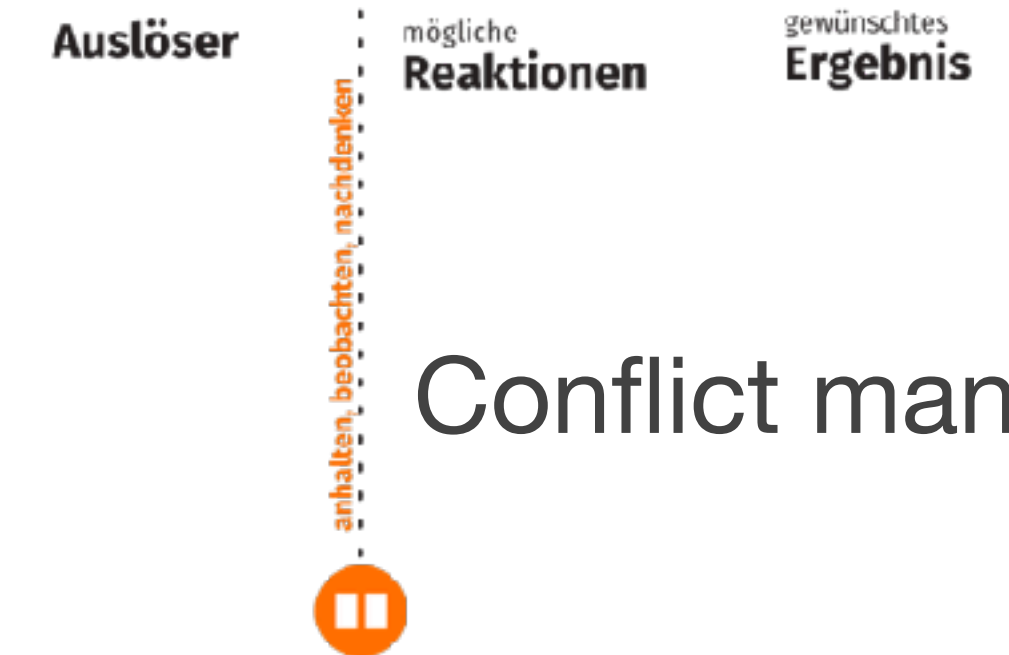 Auslöser
mögliche
Reaktionen
gewünschtes
Ergebnis
anhalten, beobachten, nachdenken
Conflict man